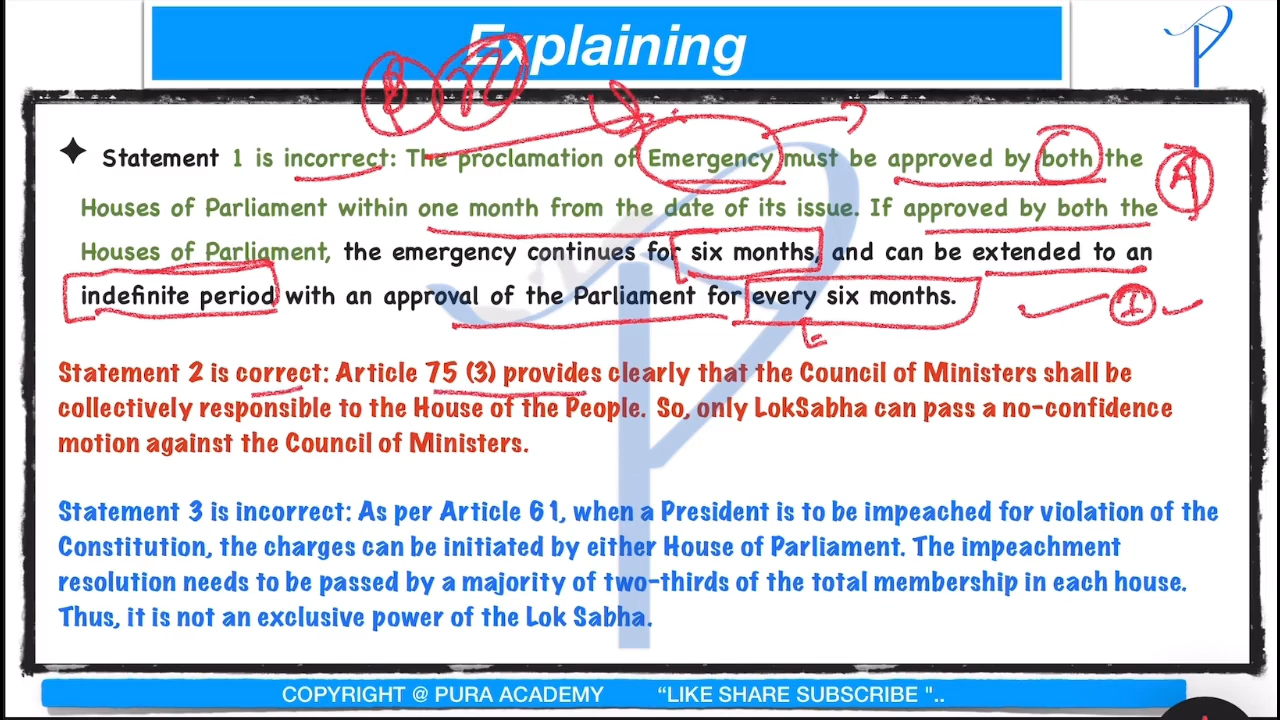 Explaining
Statement 1 is incorrect: The proclamation of Emergency must be approved by both the
Houses of Parliament within one month from the date of its issue. If approved by both the
Houses of Parliament, the emergency continues for six months, and can be extended to an
indefinite period with an approval of the Parliament for every six months.
Statement 2 is correct: Article 75 (3) provides clearly that the Council of Ministers shall be
collectively responsible to the House of the People. So, only LokSabha can pass a no-confidence
motion against the Council of Ministers.
Statement 3 is incorrect: As per Article 61, when a President is to be impeached for violation of the
Constitution, the charges can be initiated by either House of Parliament. The impeachment
resolution needs to be passed by a majority of two-thirds of the total membership in each house.
Thus, it is not an exclusive power of the Lok Sabha.
COPYRIGHT @ PURA ACADEMY “LIKE SHARE SUBSCRIBE "..